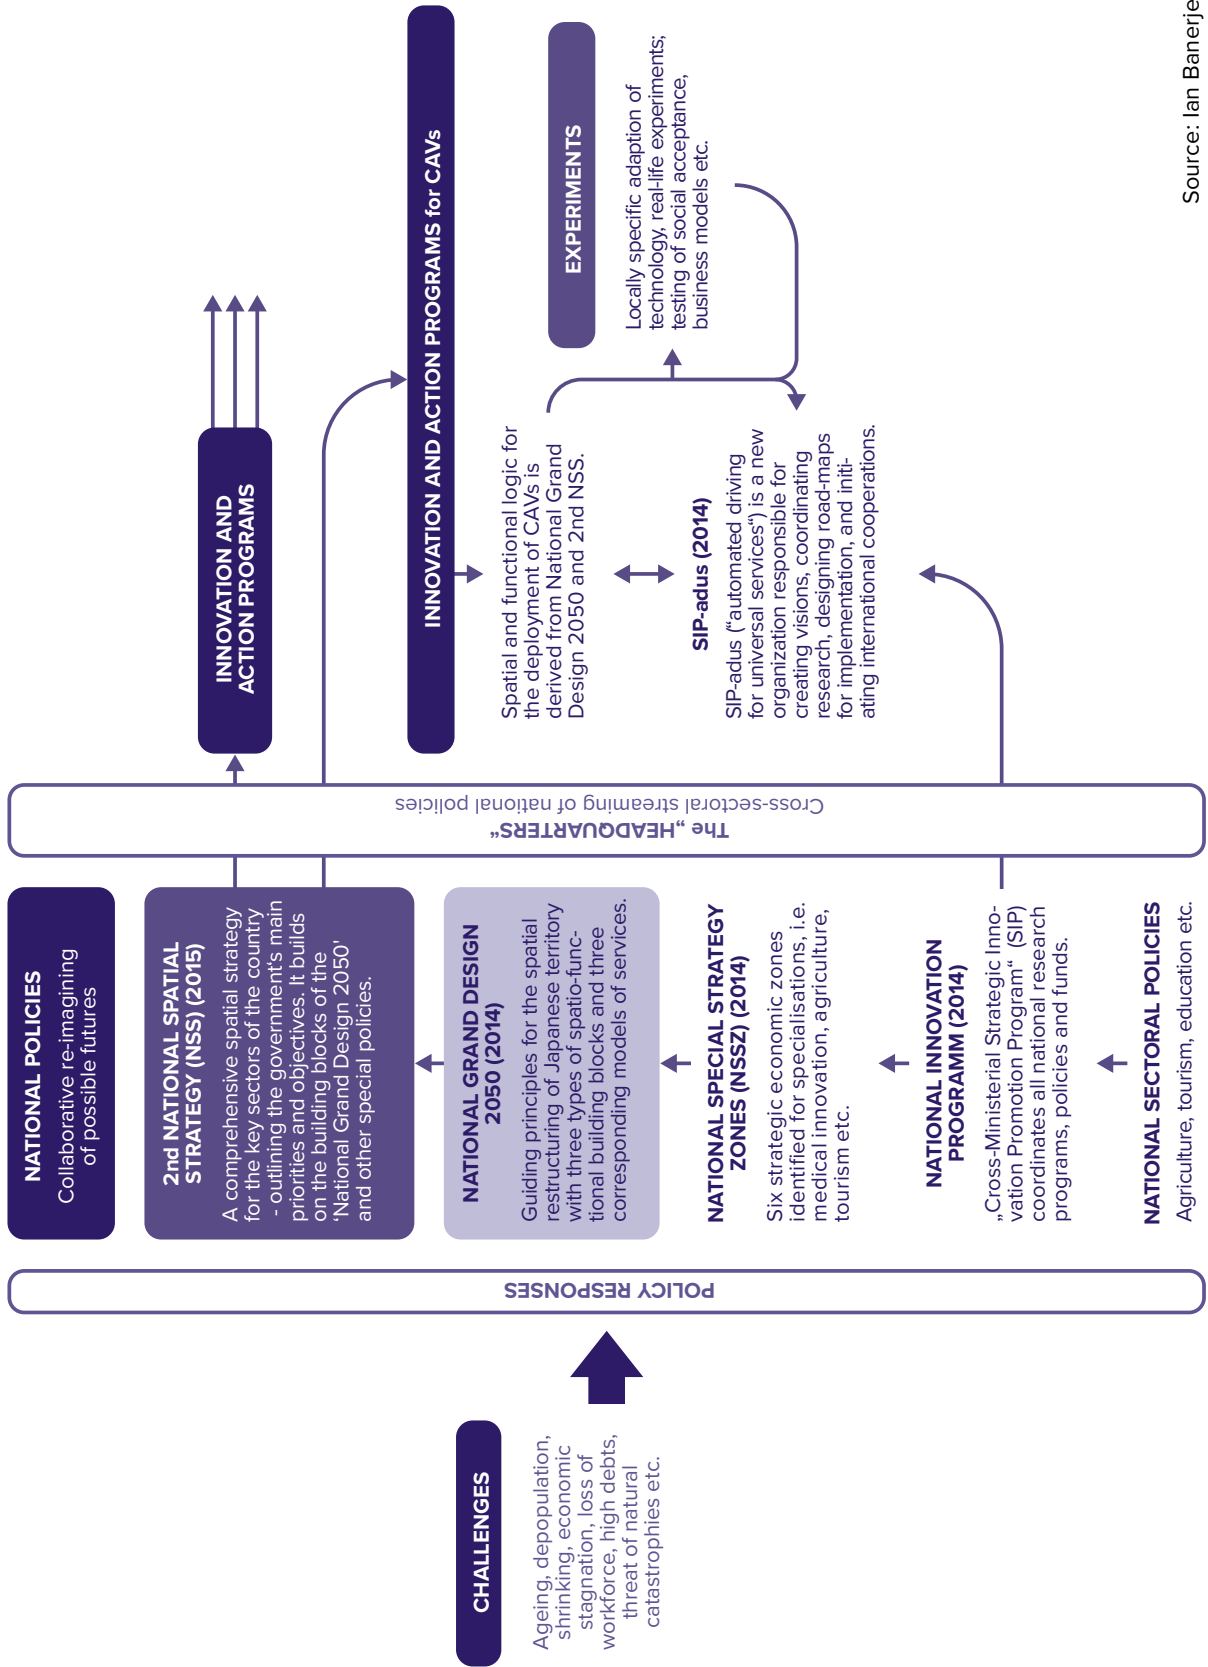 CHALLENGES
Ageing, depopulation,
shrinking, economic
stagnation, loss of
workforce, high debts,
threat of natural
catastrophies etc.
POLICY RESPONSES
NATIONAL POLICIES
Collaborative re-imagining
of possible futures
2nd NATIONAL SPATIAL
STRATEGY (NSS) (2015)
A comprehensive spatial strategy
for the key sectors of the country
- outlining the government's main
priorities and objectives. It builds
on the building blocks of the
‘National Grand Design 2050'
and other special policies.
NATIONAL GRAND DESIGN
2050 (2014)
Guiding principles for the spatial
restructuring of Japanese territory
with three types of spatio-func-
tional building blocks and three
corresponding models of services.
NATIONAL SPECIAL STRATEGY
ZONES (NSSZ) (2014)
Six strategic economic zones
identified for specialisations, i.e.
medical innovation, agriculture,
tourism etc.
NATIONAL INNOVATION
PROGRAMM (2014)
„Cross-Ministerial Strategic Inno-
vation Promotion Program“ (SIP)
coordinates all national research
programs, policies and funds.
NATIONAL SECTORAL POLICIES
Agriculture, tourism, education etc.
The „HEADQUARTERS“
Cross-sectoral streaming of national policies
INNOVATION AND
ACTION PROGRAMS
INNOVATION AND ACTION PROGRAMS for CAVs
Spatial and functional logic for
the deployment of CAVs is
derived from National Grand
Design 2050 and 2nd NSS.
SIP-adus (2014)
SIP-adus (“automated driving
for universal services“) is a new
organization responsible for
creating visions, coordinating
research, designing road-maps
for implementation, and initi-
ating international cooperations.
EXPERIMENTS
Locally specific adaption of
technology, real-life experiments;
testing of social acceptance,
business models etc.
Source: Ian Banerje